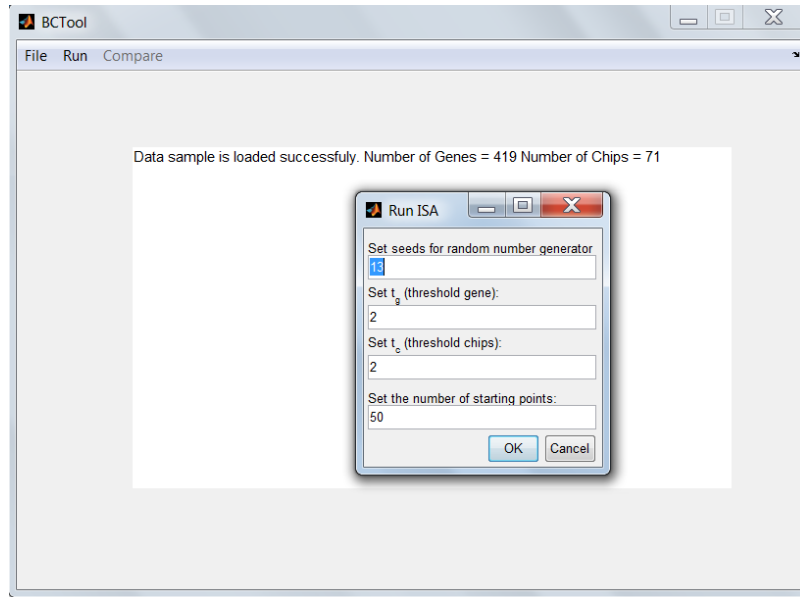 BCTool
File Run Compare
Data sample is loaded successfuly. Number of Genes = 419 Number of Chips = 71
Run ISA
Set seeds for random number generator
13
Set tg (threshold gene):
2
Set tc (threshold chips):
2
Set the number of starting points:
50
OK Cancel